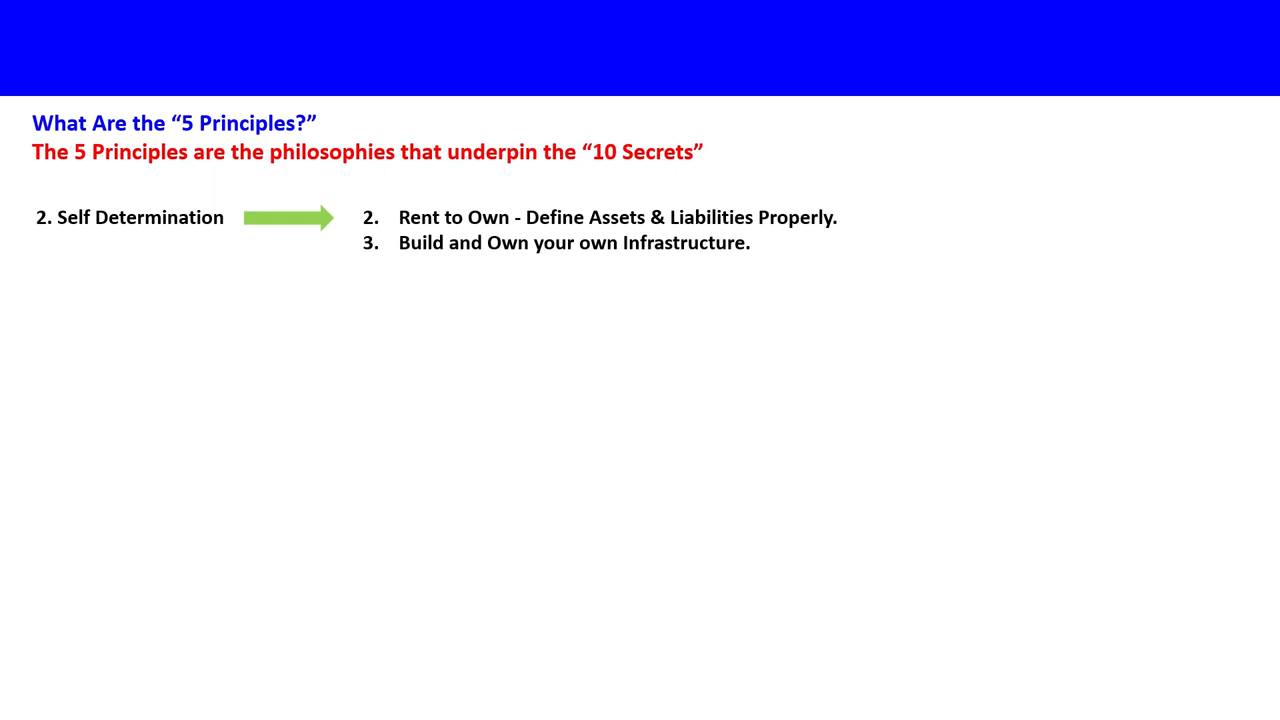 What Are the “5 Principles?”
The 5 Principles are the philosophies that underpin the “10 Secrets”
2. Self Determination
2. Rent to Own - Define Assets & Liabilities Properly.
3. Build and Own your own Infrastructure.